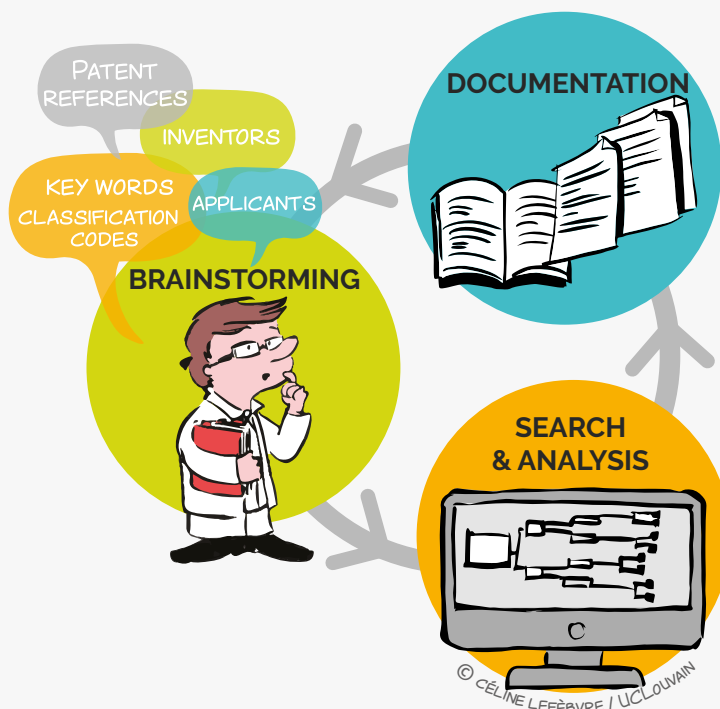 PATENT
REFERENCES
INVENTORS
KEY WORDS
CLASSIFICATION
CODES
APPLICANTS
BRAINSTORMING
DOCUMENTATION
SEARCH
& ANALYSIS
© CÉLINE LEFÈBVRE / UCLOUVAIN